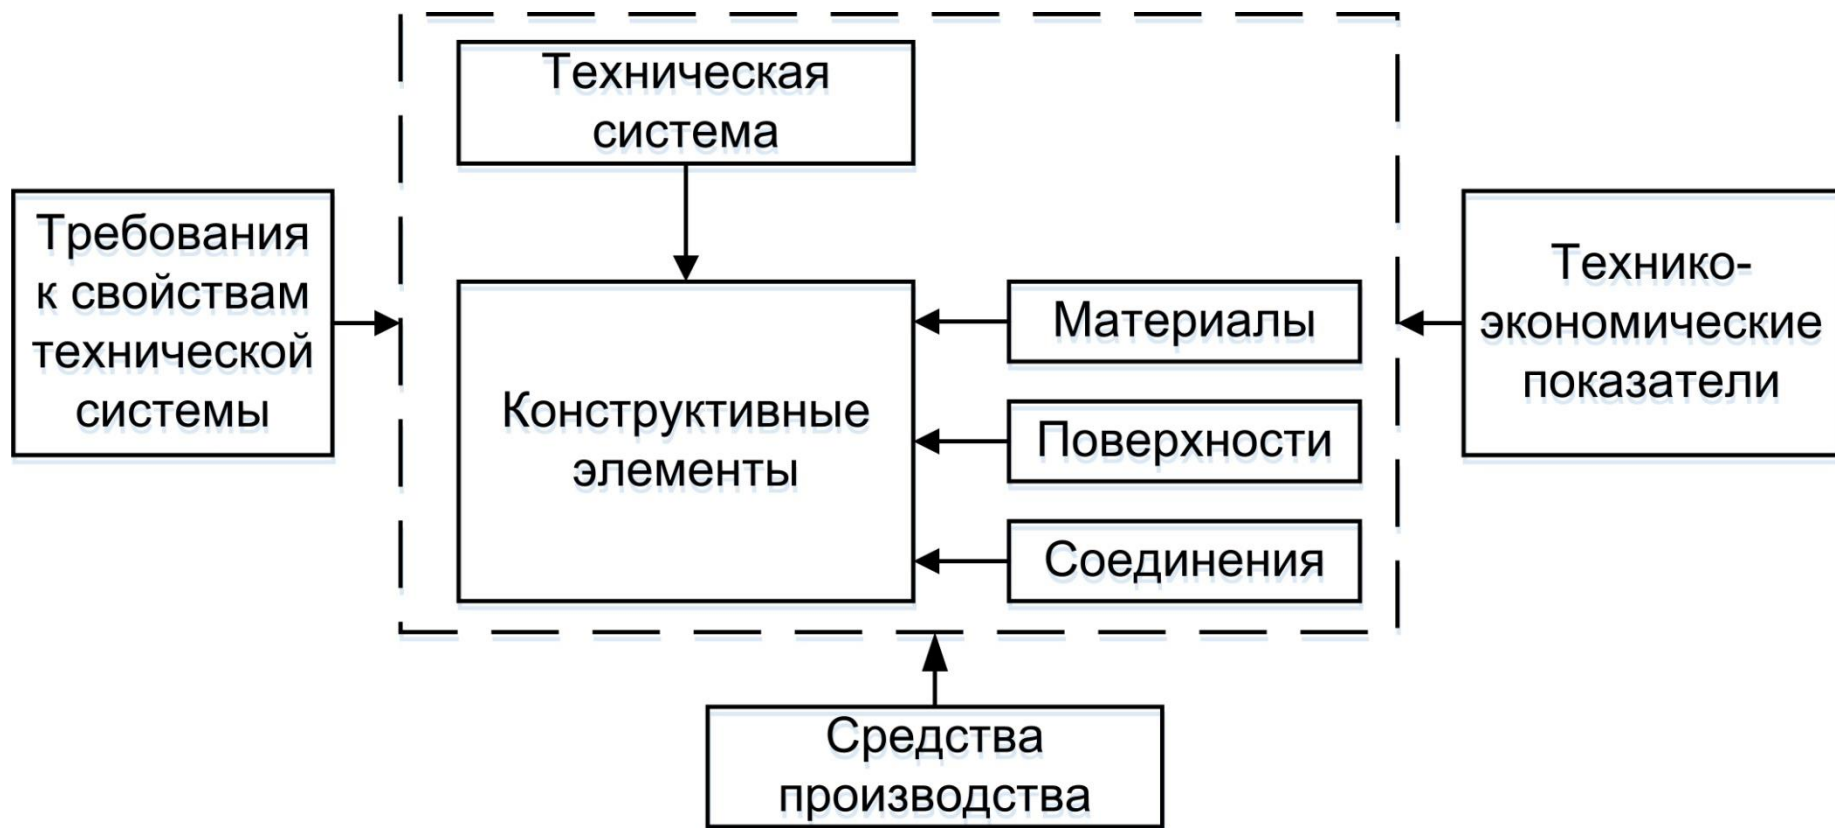 Техническая
система
Требования
к свойствам
технической
системы
Конструктивные
элементы
Материалы
Поверхности
Соединения
Технико-
экономические
показатели
Средства
производства